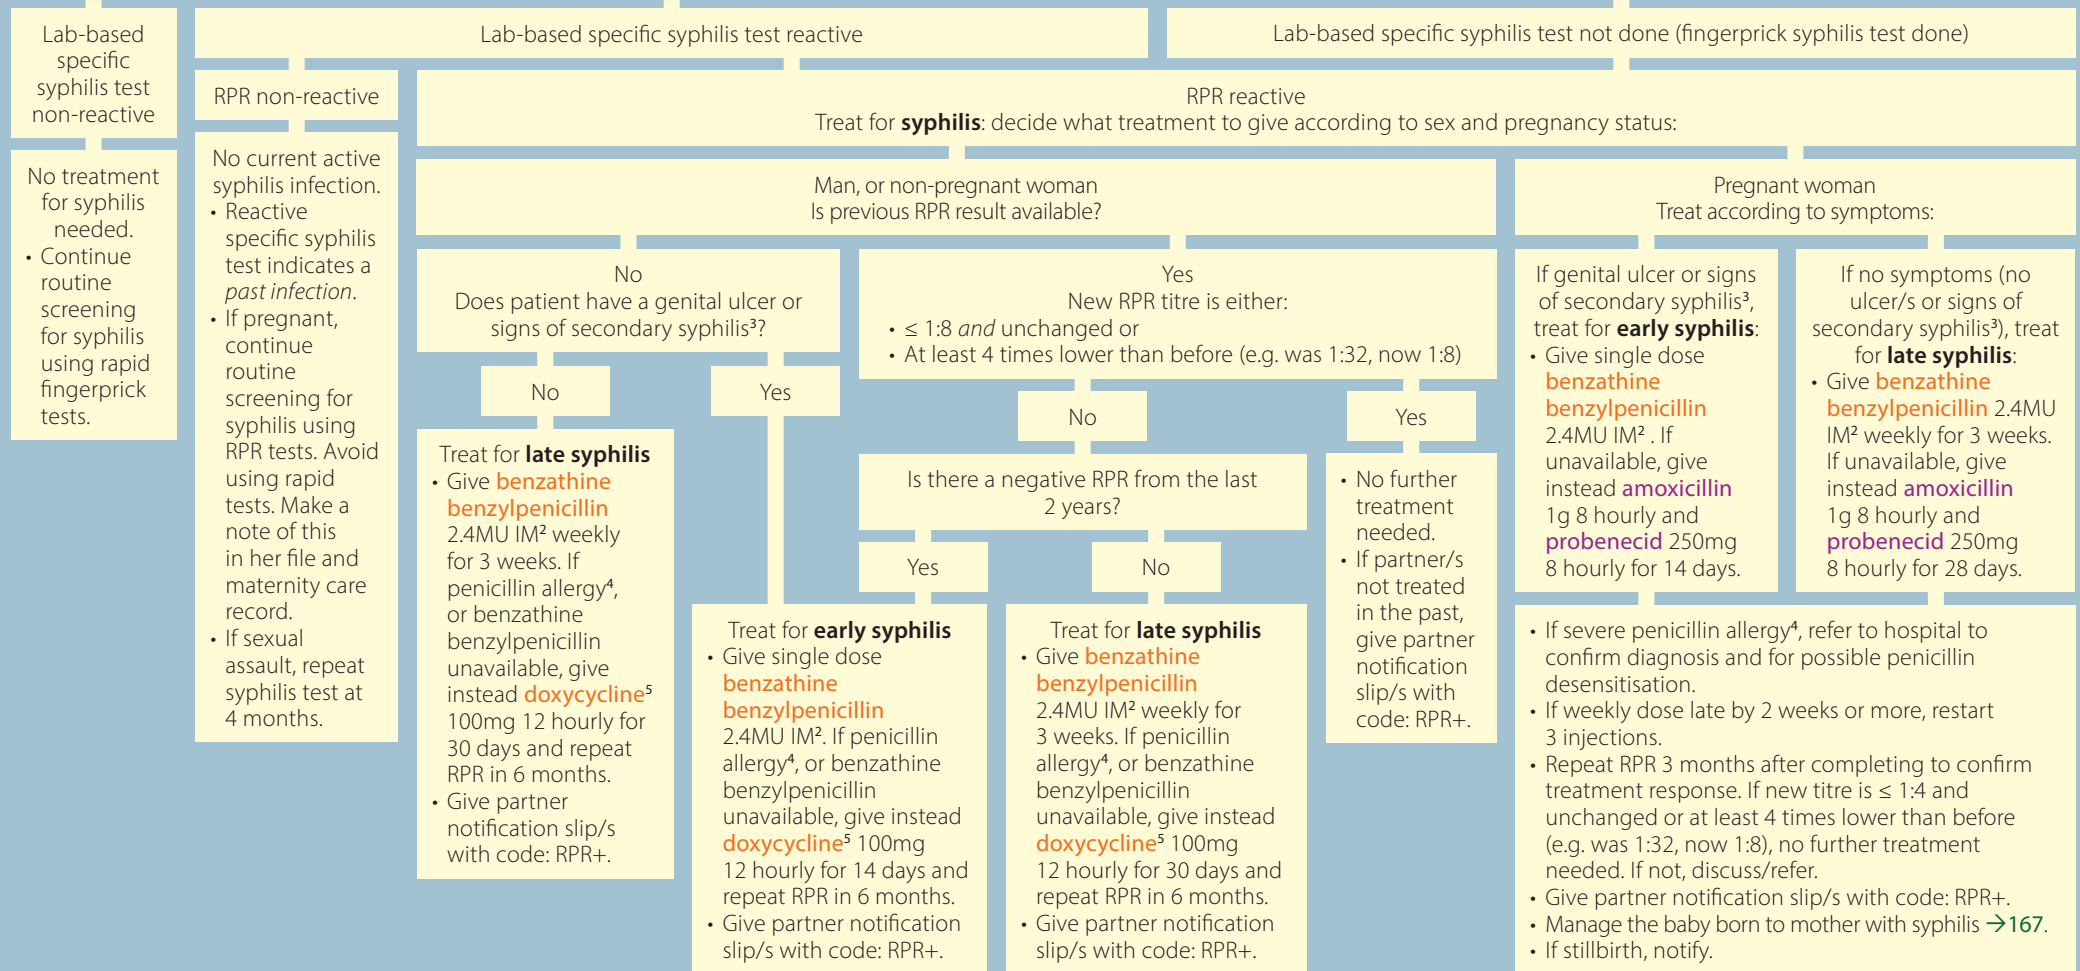 Lab-based
specific
syphilis test
non-reactive
No treatment
for syphilis
needed.
• Continue
routine
screening
for syphilis
using rapid
fingerprick
tests.
Lab-based specific syphilis test reactive
Lab-based specific syphilis test not done (fingerprick syphilis test done)
RPR non-reactive
No current active
syphilis infection.
• Reactive
specific syphilis
test indicates a
past infection.
• If pregnant,
continue
routine
screening for
syphilis using
RPR tests. Avoid
using rapid
tests. Make a
note of this
in her file and
maternity care
record.
• If sexual
assault, repeat
syphilis test at
4 months.
RPR reactive
Treat for syphilis: decide what treatment to give according to sex and pregnancy status:
Man, or non-pregnant woman
Is previous RPR result available?
No
Does patient have a genital ulcer or
signs of secondary syphilis³?
No
Treat for late syphilis
• Give benzathine
benzylpenicillin
2.4MU IM² weekly
for 3 weeks. If
penicillin allergy⁴,
or benzathine
benzylpenicillin
unavailable, give
instead doxycycline⁵
100mg 12 hourly for
30 days and repeat
RPR in 6 months.
• Give partner
notification slip/s
with code: RPR+.
Yes
Yes
New RPR titre is either:
• ≤ 1:8 and unchanged or
• At least 4 times lower than before (e.g. was 1:32, now 1:8)
No
Is there a negative RPR from the last
2 years?
Yes
Treat for early syphilis
• Give single dose
benzathine
benzylpenicillin
2.4MU IM². If penicillin
allergy⁴, or benzathine
benzylpenicillin
unavailable, give instead
doxycycline⁵ 100mg
12 hourly for 14 days and
repeat RPR in 6 months.
• Give partner notification
slip/s with code: RPR+.
No
Treat for late syphilis
• Give benzathine
benzylpenicillin
2.4MU IM² weekly for
3 weeks. If penicillin
allergy⁴, or benzathine
benzylpenicillin
unavailable, give instead
doxycycline⁵ 100mg
12 hourly for 30 days and
repeat RPR in 6 months.
• Give partner notification
slip/s with code: RPR+.
Yes
• No further
treatment
needed.
• If partner/s
not treated
in the past,
give partner
notification
slip/s with
code: RPR+.
Pregnant woman
Treat according to symptoms:
If genital ulcer or signs
of secondary syphilis³,
treat for early syphilis:
• Give single dose
benzathine
benzylpenicillin
2.4MU IM² . If
unavailable, give
instead amoxicillin
1g 8 hourly and
probenecid 250mg
8 hourly for 14 days.
If no symptoms (no
ulcer/s or signs of
secondary syphilis³), treat
for late syphilis:
• Give benzathine
benzylpenicillin 2.4MU
IM² weekly for 3 weeks.
If unavailable, give
instead amoxicillin
1g 8 hourly and
probenecid 250mg
8 hourly for 28 days.
• If severe penicillin allergy⁴, refer to hospital to
confirm diagnosis and for possible penicillin
desensitisation.
• If weekly dose late by 2 weeks or more, restart
3 injections.
• Repeat RPR 3 months after completing to confirm
treatment response. If new titre is ≤ 1:4 and
unchanged or at least 4 times lower than before
(e.g. was 1:32, now 1:8), no further treatment
needed. If not, discuss/refer.
• Give partner notification slip/s with code: RPR+.
• Manage the baby born to mother with syphilis →167.
• If stillbirth, notify.